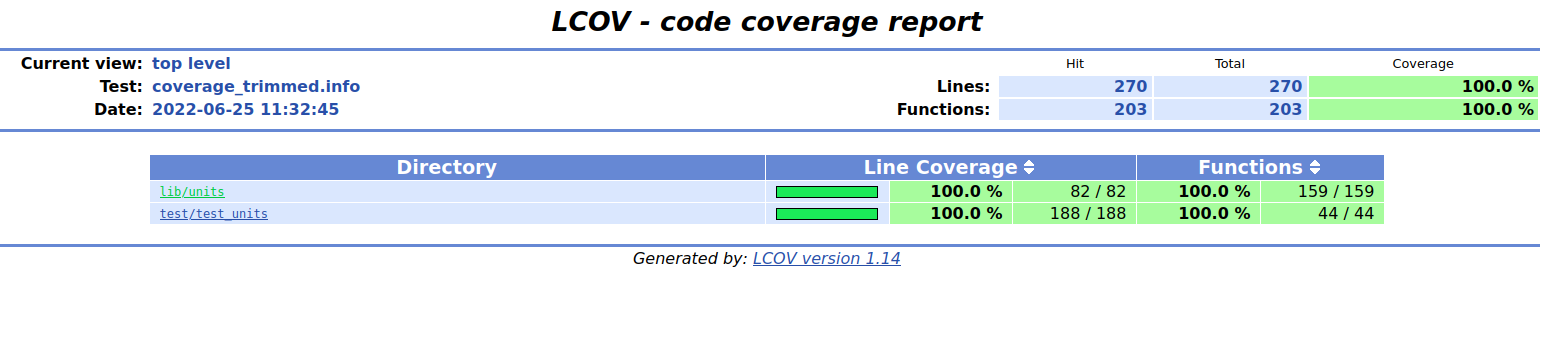 LCOV - code coverage report
Current view: top level Hit Total Coverage
Test: coverage_trimmed.info Lines: 270 270 100.0 %
Date: 2022-06-25 11:32:45 Functions: 203 203 100.0 %
Directory Line Coverage Functions
lib/units 100.0 % 82 / 82 100.0 % 159 / 159
test/test_units 100.0 % 188 / 188 100.0 % 44 / 44
Generated by: LCOV version 1.14